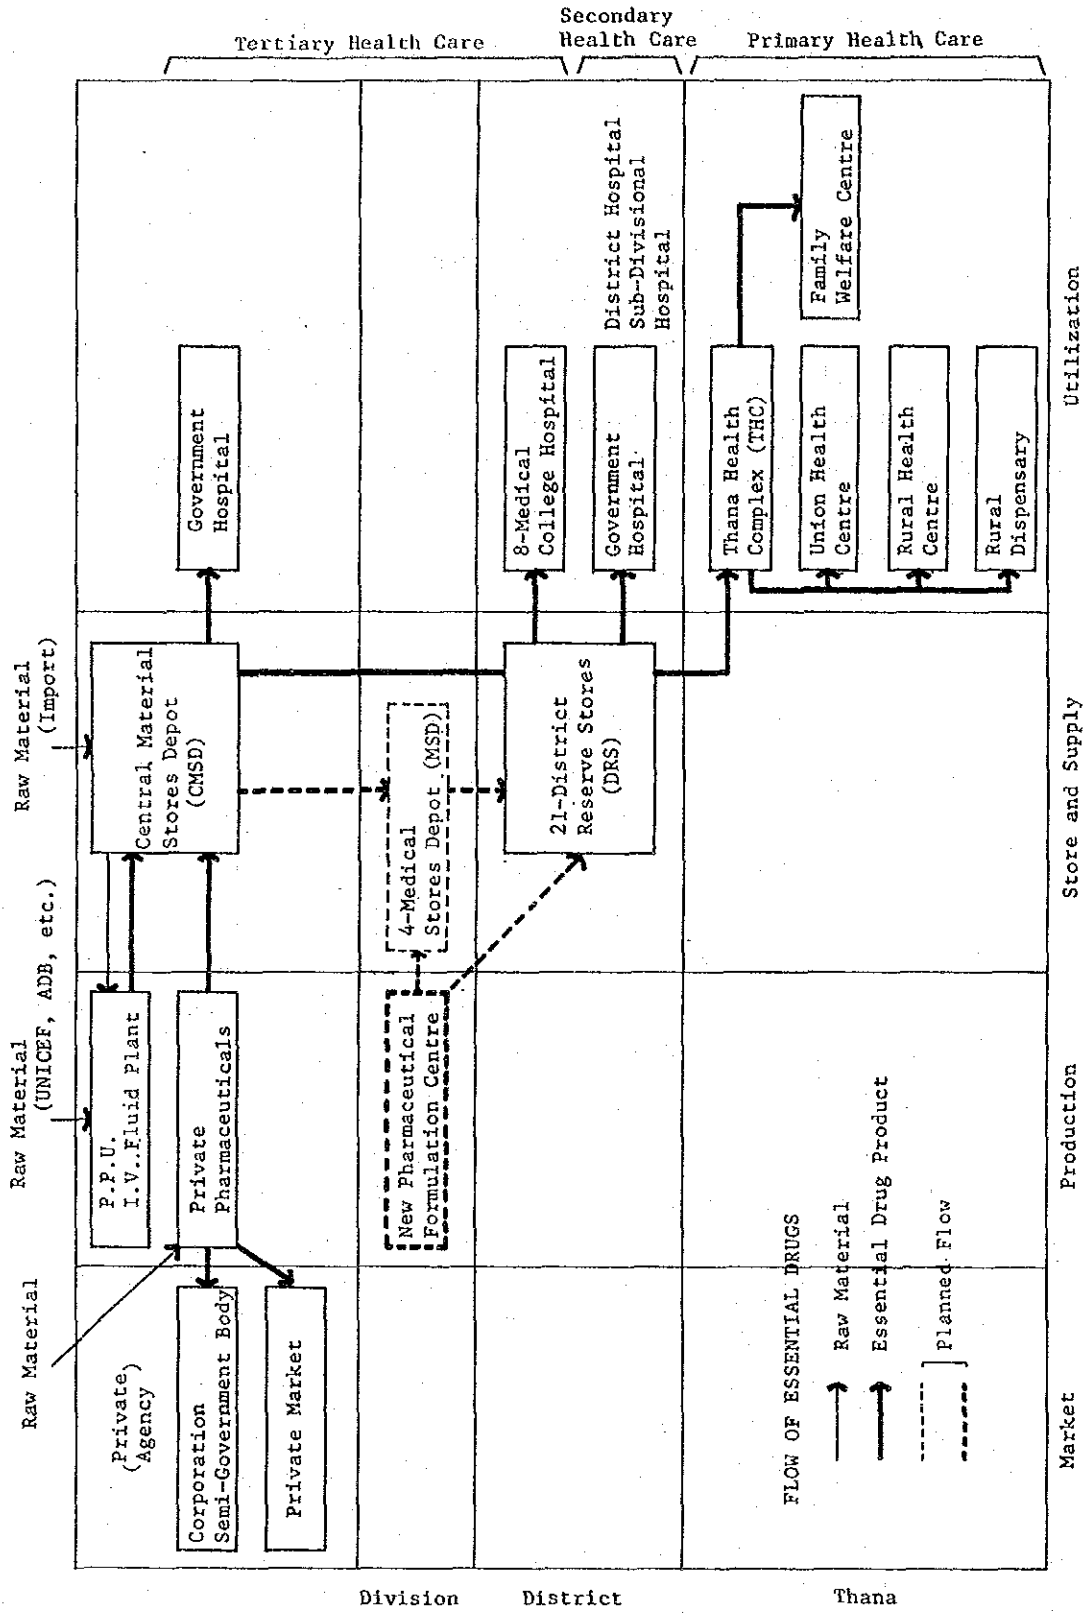 Tertiary Health Care
Secondary
Health Care
Primary Health Care
Raw Material
(Import)
Raw Material
(UNICEF, ADB, etc.)
Raw Material
(Private)
Agency
Government
Hospital
Central Material
Stores Depot
(CMSD)
P.P.U.
I.V..Fluid Plant
Private
Pharmaceuticals
Corporation
Semi-Government Body
Private Market
4-Medical
Stores Depot (MSD)
New Pharmaceutical
Formulation Centre
8-Medical
College Hospital
Government
Hospital
District Hospital
Sub-Divisional
Hospital
21-District
Reserve Stores
(DRS)
Thana Health
Complex (THC)
Family
Welfare Centre
Union Health
Centre
Rural Health
Centre
Rural
Dispensary
FLOW OF ESSENTIAL DRUGS
Raw Material
Essential Drug Product
Planned Flow
Market
Production
Store and Supply
Utilization
Division
District
Thana